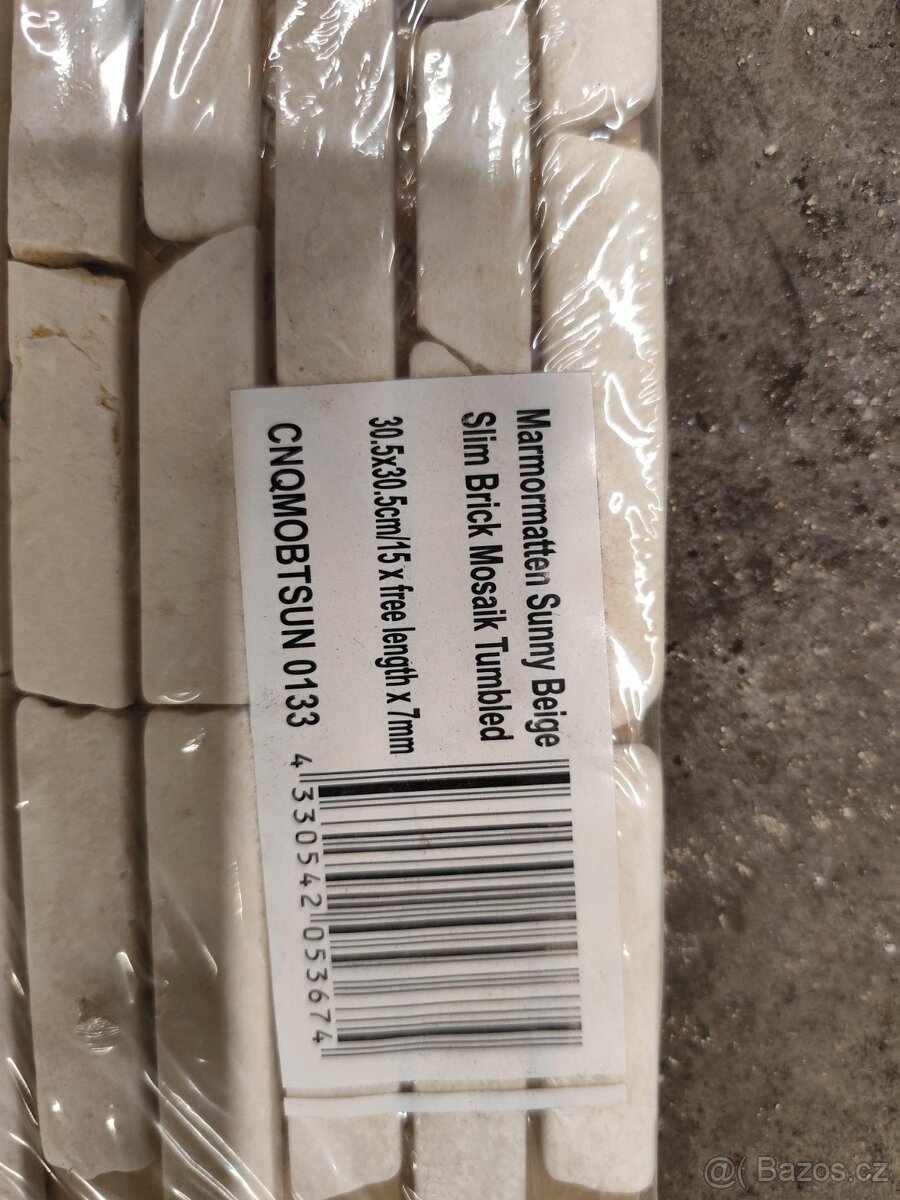 Marmormatten Sunny Beige
Slim Brick Mosaik Tumbled
30.5x30.5cm/15 x free length x 7mm
CNQMOBTSUN 0133
4 330542 053674
@( Bazos.cz